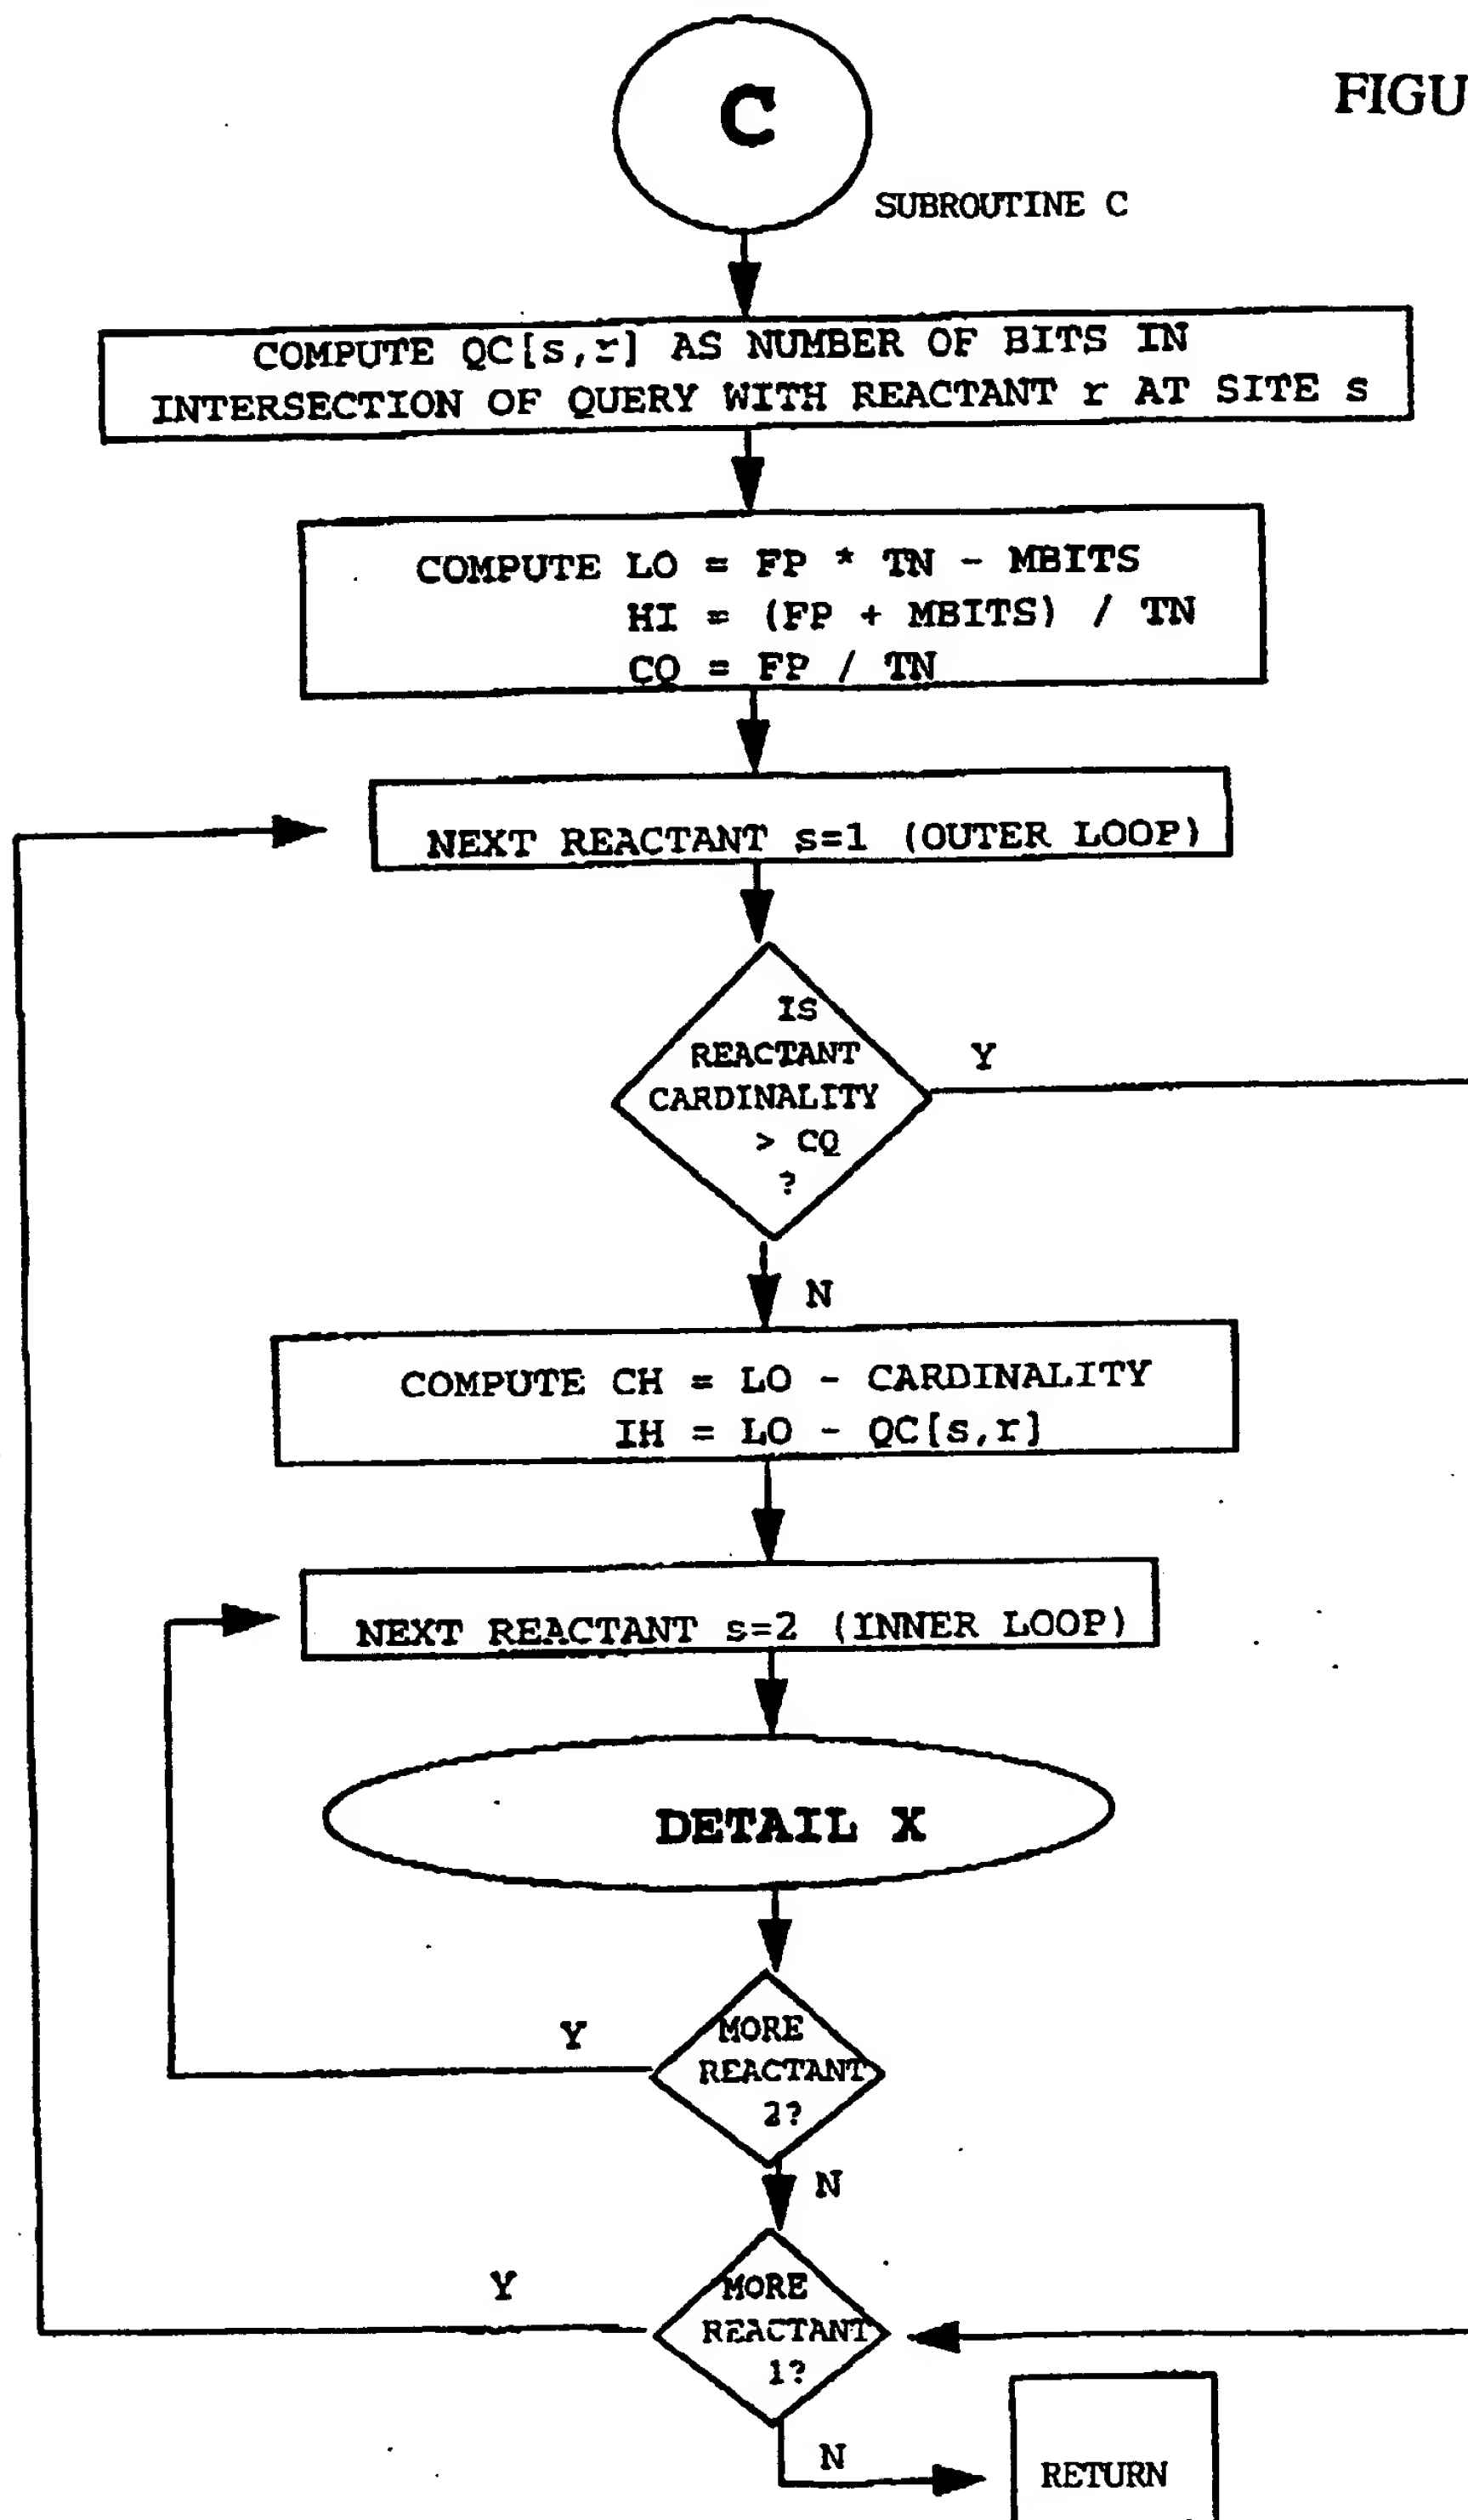 C
FIGU
SUBROUTINE C
COMPUTE QC[s,r] AS NUMBER OF BITS IN
INTERSECTION OF QUERY WITH REACTANT r AT SITE s
COMPUTE LO = FP * TN - MBITS
HI = (FP + MBITS) / TN
CQ = FP / TN
NEXT REACTANT s=1 (OUTER LOOP)
IS
REACTANT
CARDINALITY
> CQ
?
Y
N
COMPUTE CH = LO - CARDINALITY
IH = LO - QC[s,r]
NEXT REACTANT s=2 (INNER LOOP)
DETAIL X
MORE
REACTANT
2?
Y
N
MORE
REACTANT
1?
Y
N
RETURN